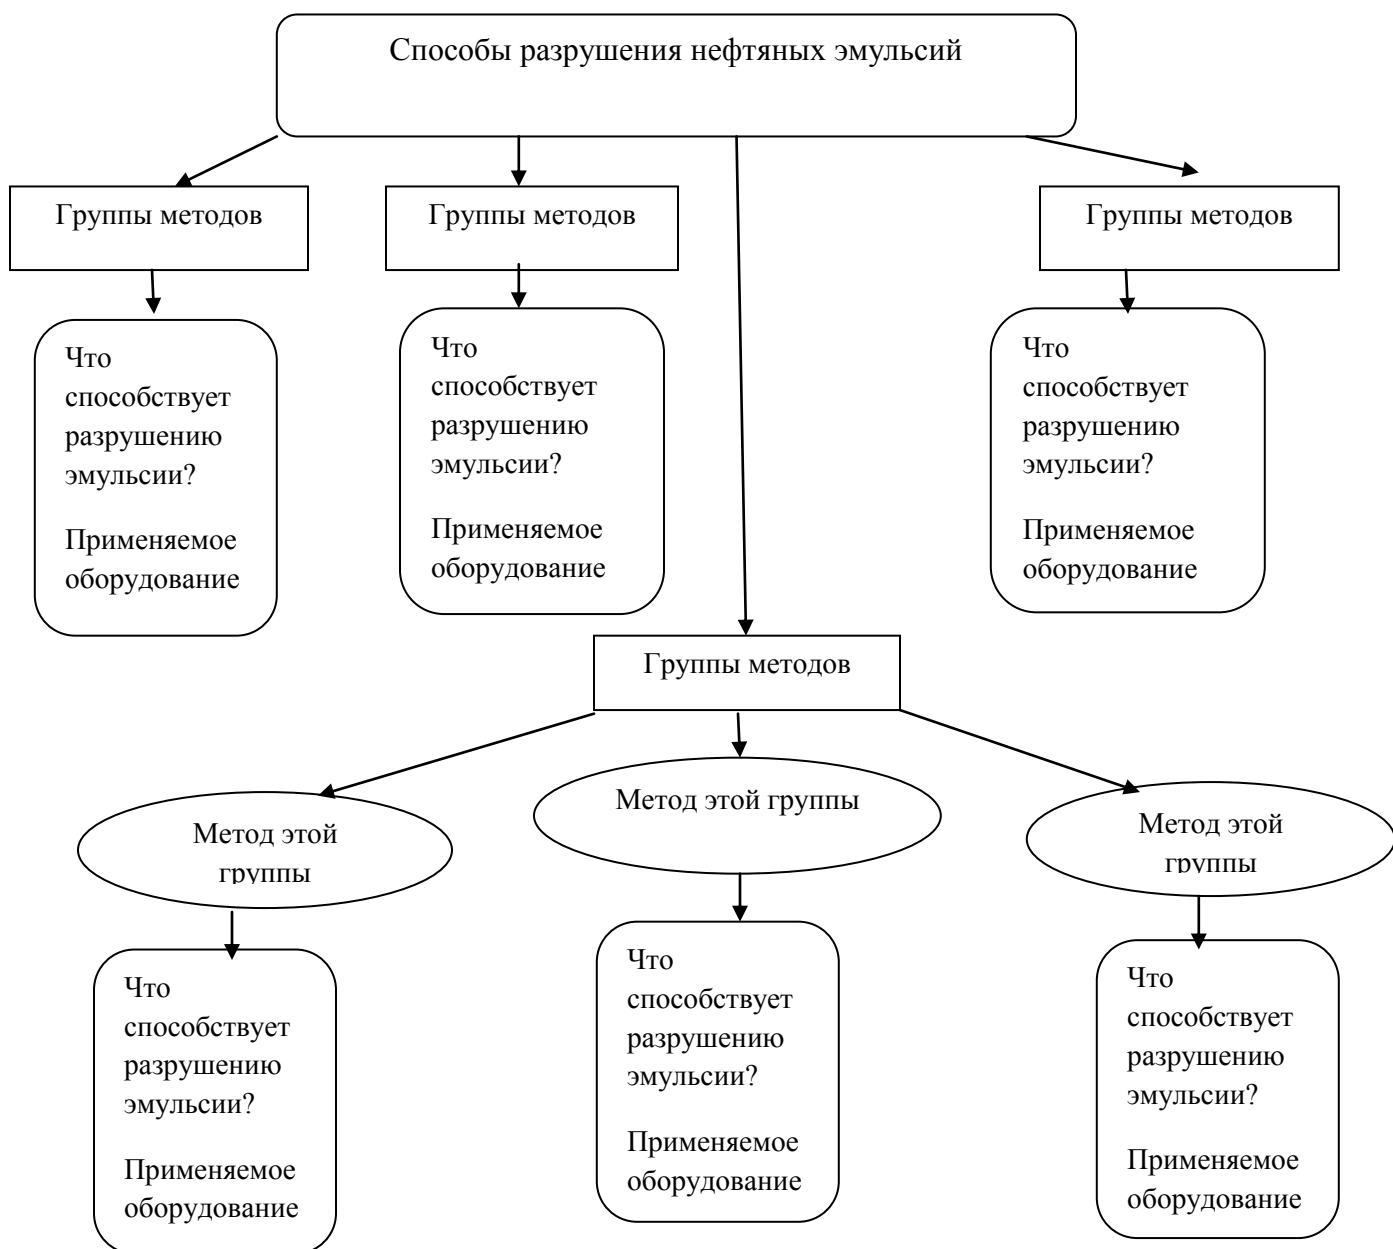 Способы разрушения нефтяных эмульсий
Группы методов
Группы методов
Группы методов
Что
способствует
разрушению
эмульсии?
Применяемое
оборудование
Что
способствует
разрушению
эмульсии?
Применяемое
оборудование
Что
способствует
разрушению
эмульсии?
Применяемое
оборудование
Группы методов
Метод этой
группы
Метод этой группы
Метод этой
группы
Что
способствует
разрушению
эмульсии?
Применяемое
оборудование
Что
способствует
разрушению
эмульсии?
Применяемое
оборудование
Что
способствует
разрушению
эмульсии?
Применяемое
оборудование